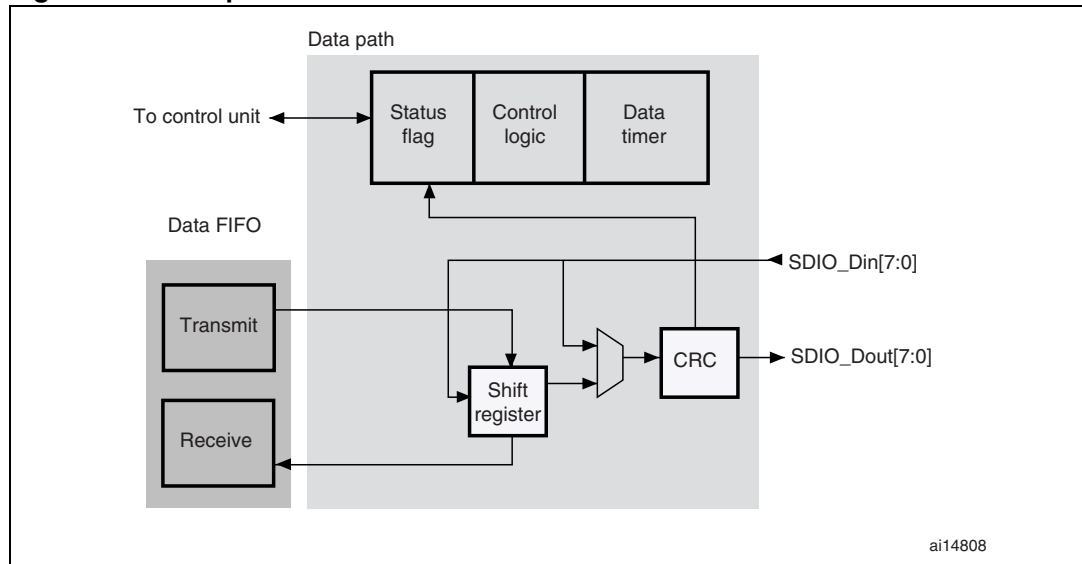 Data path
To control unit
Status
flag
Control
logic
Data
timer
Data FIFO
SDIO_Din[7:0]
Transmit
SDIO_Dout[7:0]
CRC
Shift
register
Receive
ai14808